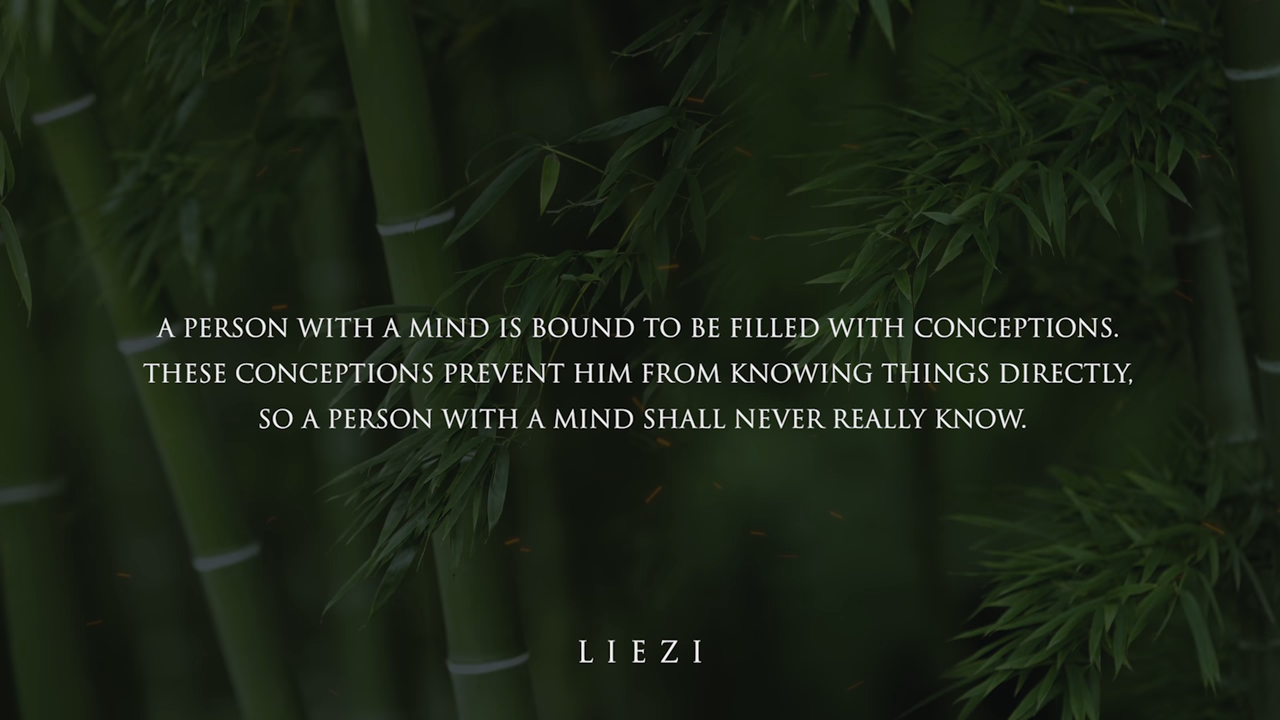 A PERSON WITH A MIND IS BOUND TO BE FILLED WITH CONCEPTIONS.
THESE CONCEPTIONS PREVENT HIM FROM KNOWING THINGS DIRECTLY,
SO A PERSON WITH A MIND SHALL NEVER REALLY KNOW.
LIEZI